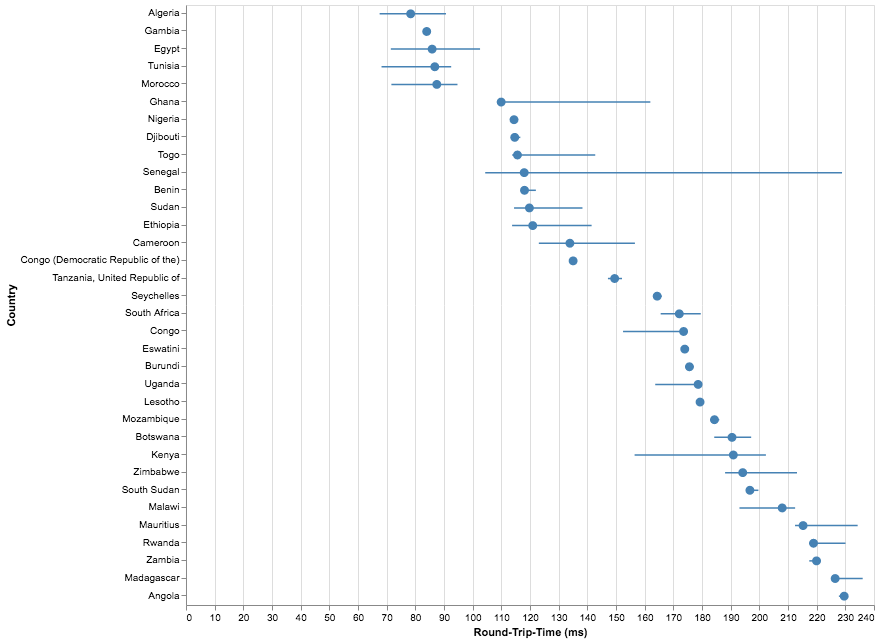 Algeria
Gambia
Egypt
Tunisia
Morocco
Ghana
Nigeria
Djibouti
Togo
Senegal
Benin
Sudan
Ethiopia
Cameroon
Congo (Democratic Republic of the)
Tanzania, United Republic of
Seychelles
South Africa
Congo
Eswatini
Burundi
Uganda
Lesotho
Mozambique
Botswana
Kenya
Zimbabwe
South Sudan
Malawi
Mauritius
Rwanda
Zambia
Madagascar
Angola
Country
0 10 20 30 40 50 60 70 80 90 100 110 120 130 140 150 160 170 180 190 200 210 220 230 240
Round-Trip-Time (ms)